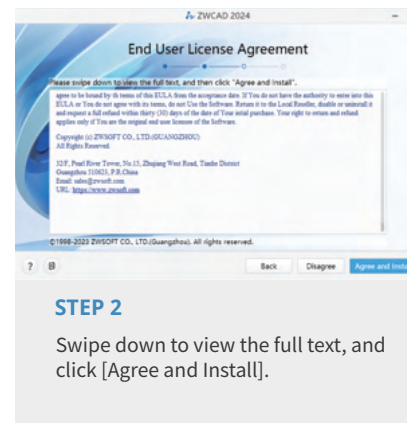 ZWCAD 2024
End User License Agreement
Please swipe down to view the full text, and then click "Agree and Install".
agree to be bound by th terms of this EULA from the acceptance date. If You do not have the authority to enter into this
EULA or You do not agree with its terms, do not Use the Software. Return it to the Local Reseller, disable or uninstall it
and request a full refund within thirty (30) days of the date of Your intial purchase. Your right to return and refund
applies only if You are the original end user licensee of the Software.
Copyright (c) ZWSOFT CO., LTD.(GUANGZHOU)
All Rights Reserved.
32/F, Pearl River Tower, No.15, Zhujiang West Road, Tianhe District
Guangzhou 510623, P.R.China
Email: sales@zwsoft.com
URL: https://www.zwsoft.com
©1998-2023 ZWSOFT CO., LTD.(Guangzhou). All rights reserved.
? Back Disagree Agree and Insta
STEP 2
Swipe down to view the full text, and
click [Agree and Install].